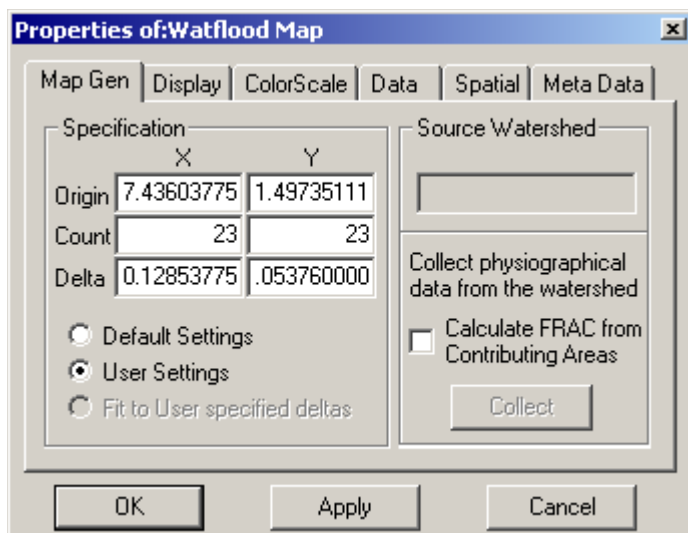 Properties of:Watflood Map
Map Gen Display ColorScale Data Spatial Meta Data
Specification
X Y
Origin 7.43603775 1.49735111
Count 23 23
Delta 0.12853775 .053760000
Default Settings
User Settings
Fit to User specified deltas
Source Watershed
Collect physiographical
data from the watershed
Calculate FRAC from
Contributing Areas
Collect
OK Apply Cancel